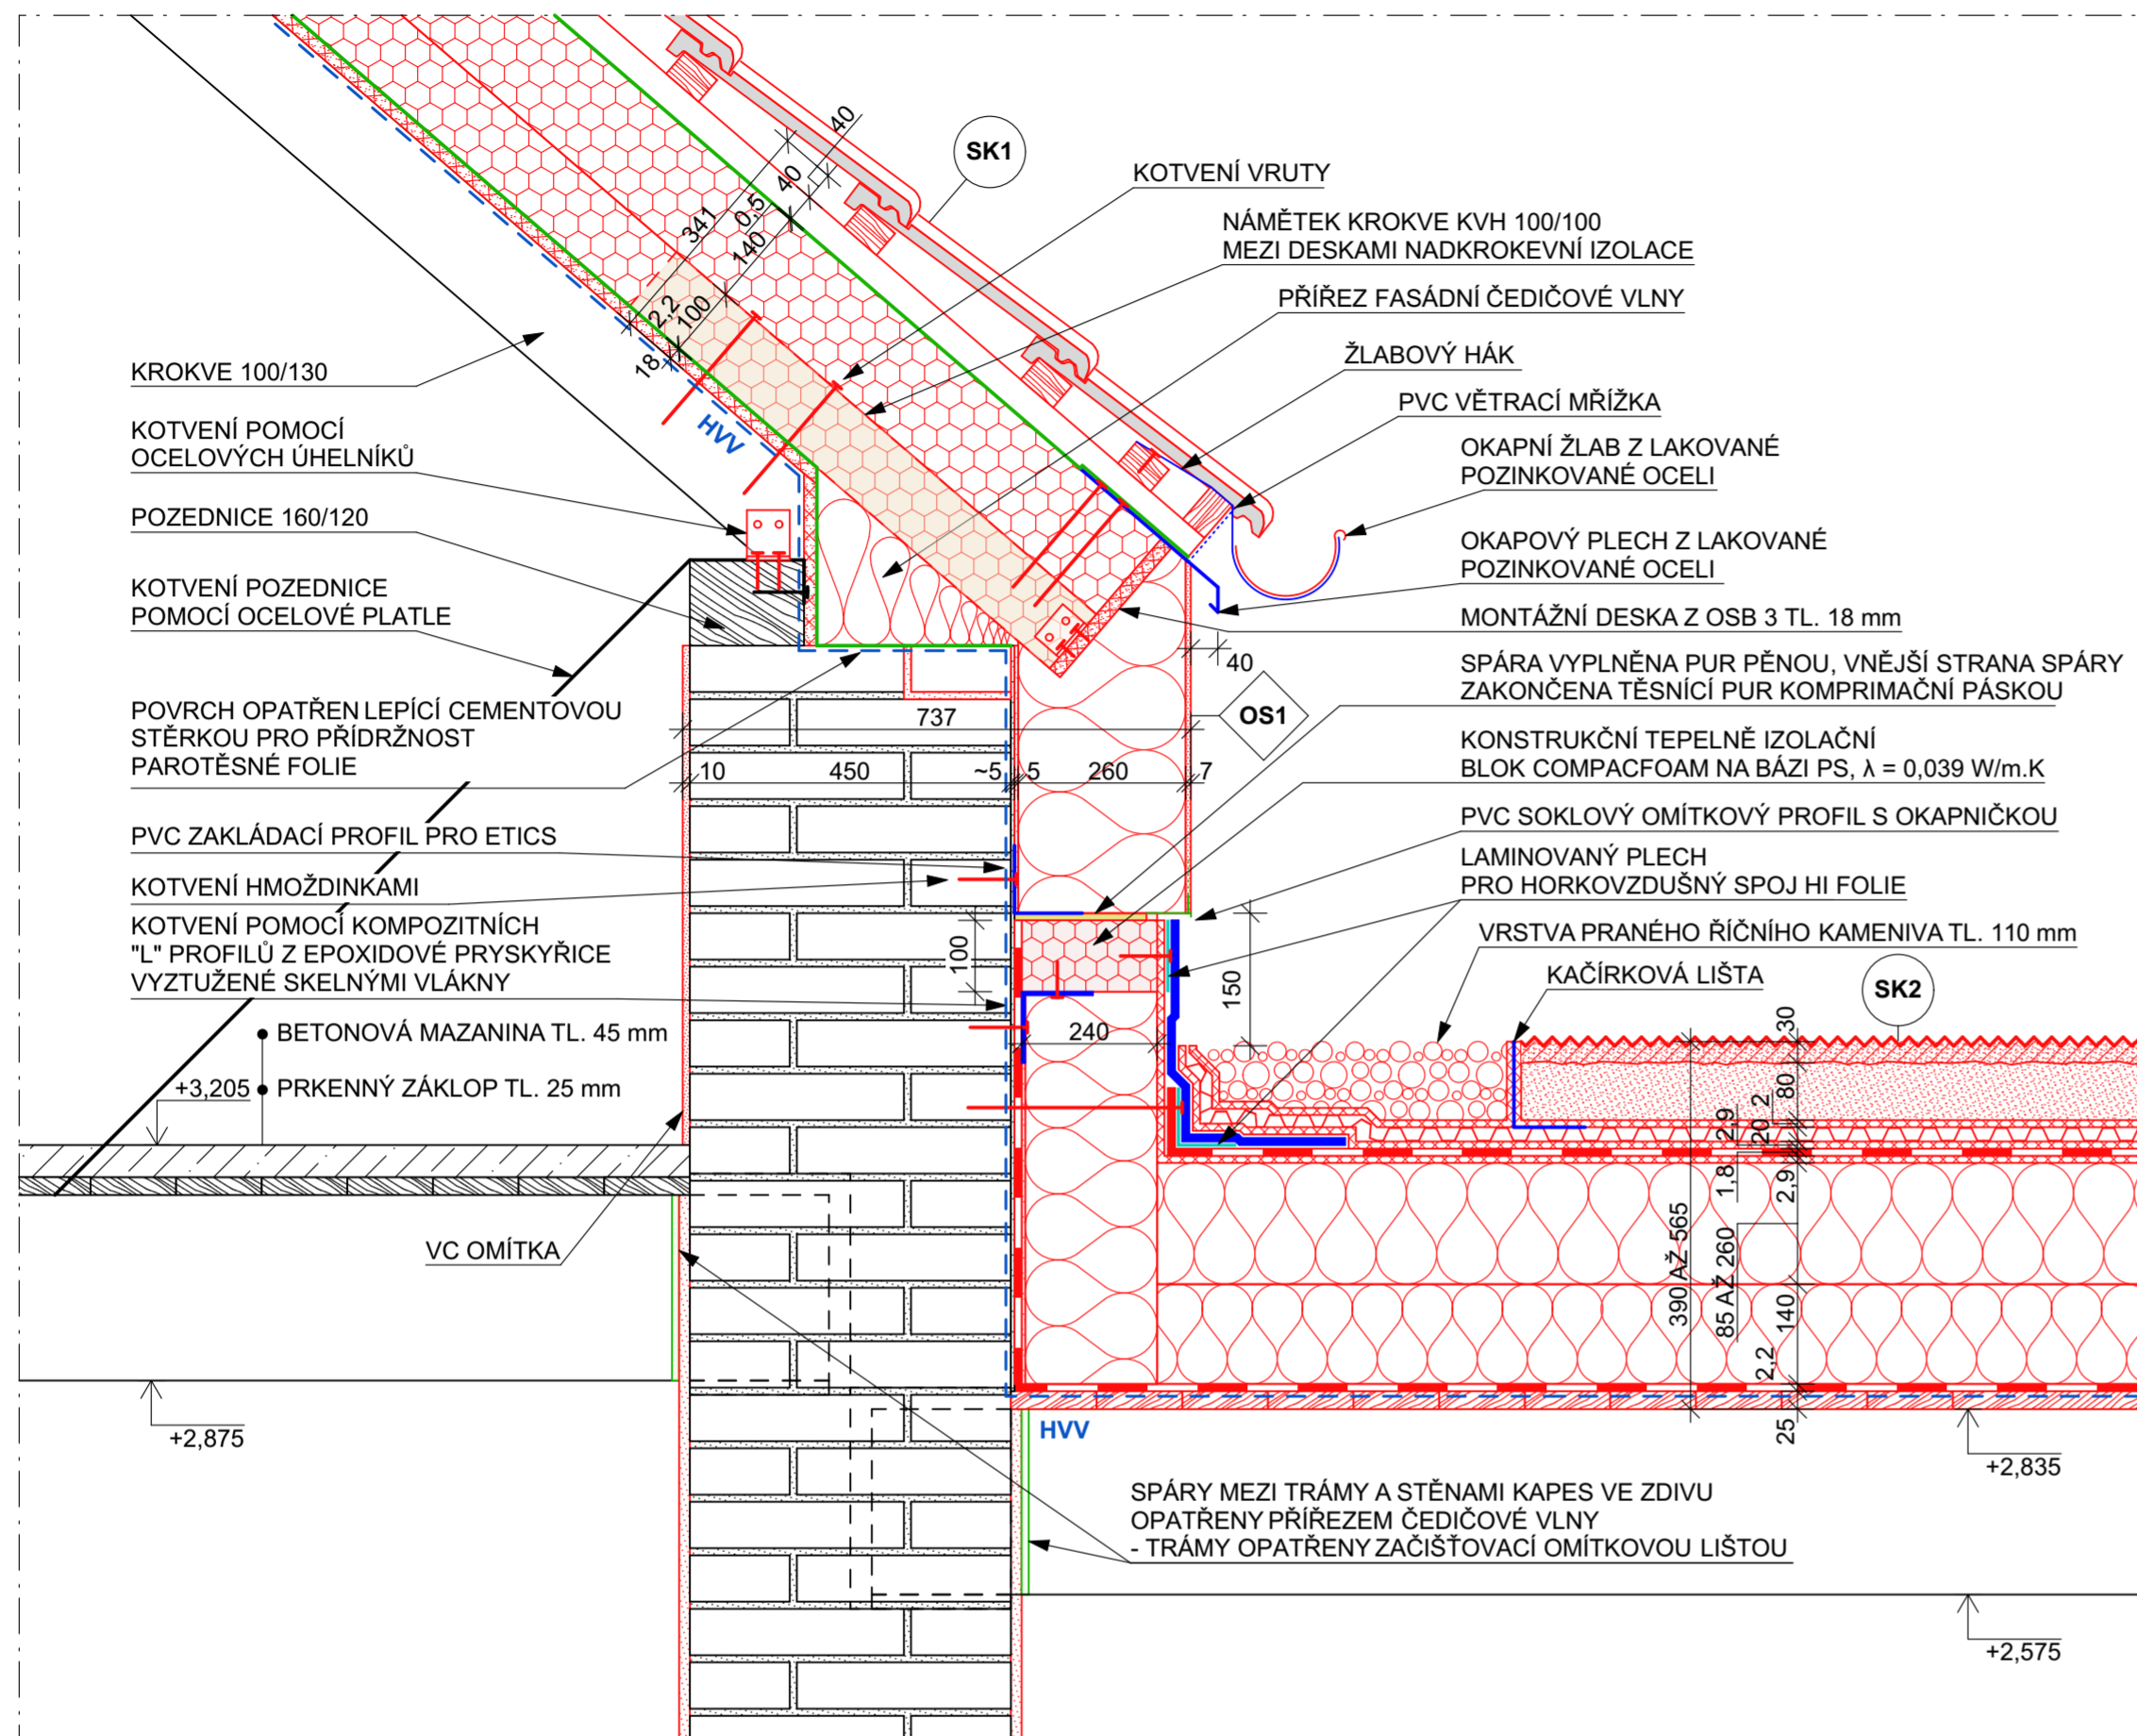 SK1
40
40
0,5
341
140
2,2
100
18
HVV
KOTVENÍ VRUTY
NÁMĚTEK KROKVE KVH 100/100
MEZI DESKAMI NADKROKEVNÍ IZOLACE
PŘÍŘEZ FASÁDNÍ ČEDIČOVÉ VLNY
ŽLABOVÝ HÁK
PVC VĚTRACÍ MŘÍŽKA
OKAPNÍ ŽLAB Z LAKOVANÉ
POZINKOVANÉ OCELI
OKAPOVÝ PLECH Z LAKOVANÉ
POZINKOVANÉ OCELI
MONTÁŽNÍ DESKA Z OSB 3 TL. 18 mm
40
SPÁRA VYPLNĚNA PUR PĚNOU, VNĚJŠÍ STRANA SPÁRY
ZAKONČENA TĚSNÍCÍ PUR KOMPRIMAČNÍ PÁSKOU
OS1
KONSTRUKČNÍ TEPELNĚ IZOLAČNÍ
BLOK COMPACFOAM NA BÁZI PS, λ = 0,039 W/m.K
PVC SOKLOVÝ OMÍTKOVÝ PROFIL S OKAPNIČKOU
LAMINOVANÝ PLECH
PRO HORKOVZDUŠNÝ SPOJ HI FOLIE
VRSTVA PRANÉHO ŘÍČNÍHO KAMENIVA TL. 110 mm
KAČÍRKOVÁ LIŠTA
SK2
KROKVE 100/130
KOTVENÍ POMOCÍ
OCELOVÝCH ÚHELNÍKŮ
POZEDNICE 160/120
KOTVENÍ POZEDNICE
POMOCÍ OCELOVÉ PLATLE
POVRCH OPATŘEN LEPÍCÍ CEMENTOVOU
STĚRKOU PRO PŘÍDRŽNOST
PAROTĚSNÉ FOLIE
PVC ZAKLÁDACÍ PROFIL PRO ETICS
KOTVENÍ HMOŽDINKAMI
KOTVENÍ POMOCÍ KOMPOZITNÍCH
"L" PROFILŮ Z EPOXIDOVÉ PRYSKYŘICE
VYZTUŽENÉ SKELNÝMI VLÁKNY
BETONOVÁ MAZANINA TL. 45 mm
+3,205
PRKENNÝ ZÁKLOP TL. 25 mm
VC OMÍTKA
+2,875
737
10 450 ~5 5 260 7
100
150
240
30
80
2
20
2,9
1,8
2,9
390 AŽ 565
85 AŽ 260
140
2,2
25
HVV
+2,835
SPÁRY MEZI TRÁMY A STĚNAMI KAPES VE ZDIVU
OPATŘENY PŘÍŘEZEM ČEDIČOVÉ VLNY
- TRÁMY OPATŘENY ZAČIŠŤOVACÍ OMÍTKOVOU LIŠTOU
+2,575